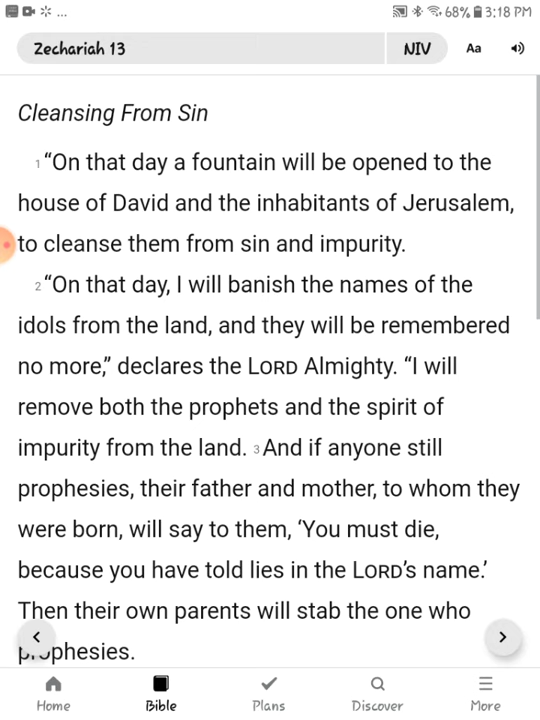 ... 68% 3:18 PM
Zechariah 13 NIV Aa
Cleansing From Sin
1 “On that day a fountain will be opened to the
house of David and the inhabitants of Jerusalem,
to cleanse them from sin and impurity.
2 “On that day, I will banish the names of the
idols from the land, and they will be remembered
no more,” declares the LORD Almighty. “I will
remove both the prophets and the spirit of
impurity from the land. 3 And if anyone still
prophesies, their father and mother, to whom they
were born, will say to them, ‘You must die,
because you have told lies in the LORD’s name.’
Then their own parents will stab the one who
prophesies.
Home Bible Plans Discover More